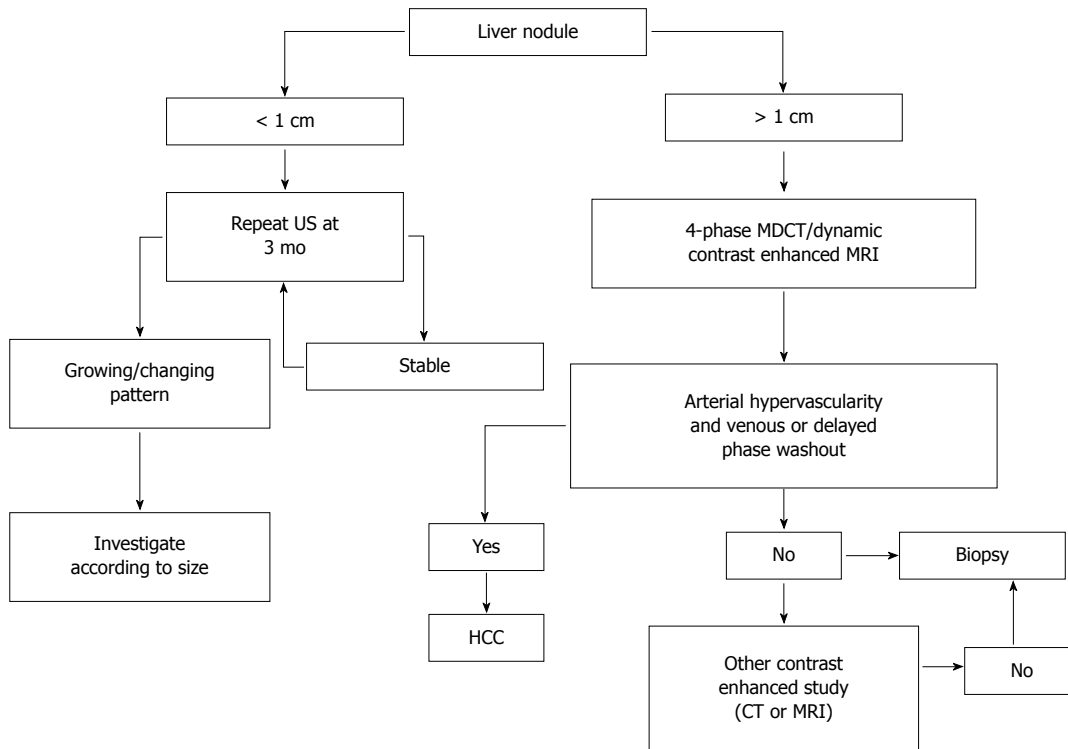 Liver nodule
< 1 cm
> 1 cm
Repeat US at
3 mo
4-phase MDCT/dynamic
contrast enhanced MRI
Growing/changing
pattern
Stable
Arterial hypervascularity
and venous or delayed
phase washout
Investigate
according to size
Yes
No
Biopsy
HCC
Other contrast
enhanced study
(CT or MRI)
No